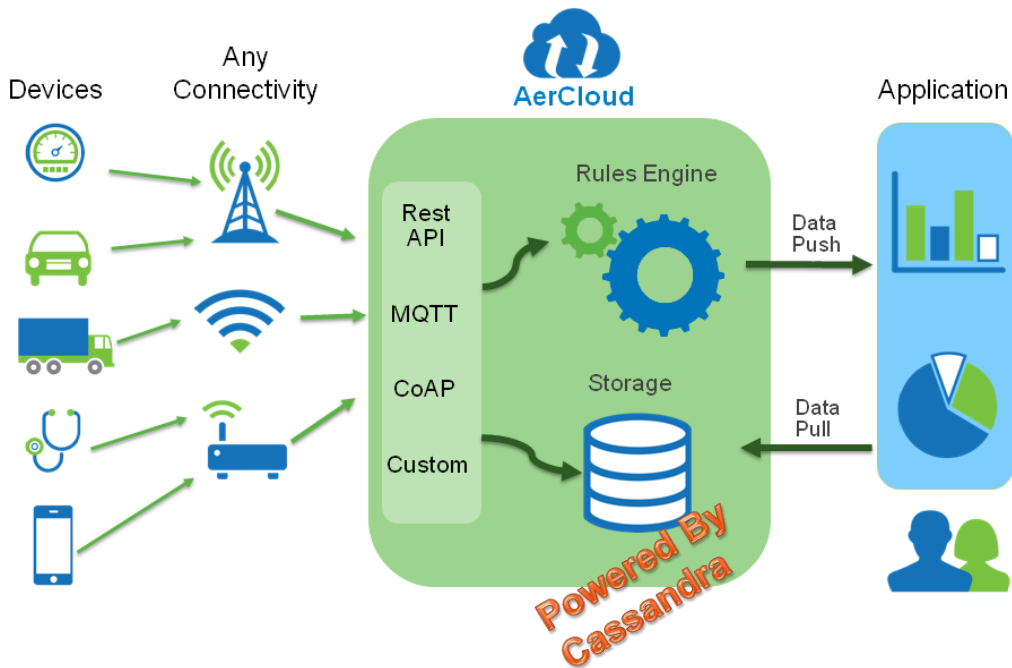 Devices
Any
Connectivity
AerCloud
Application
Rest
API
MQTT
CoAP
Custom
Rules Engine
Storage
Powered By
Cassandra
Data
Push
Data
Pull